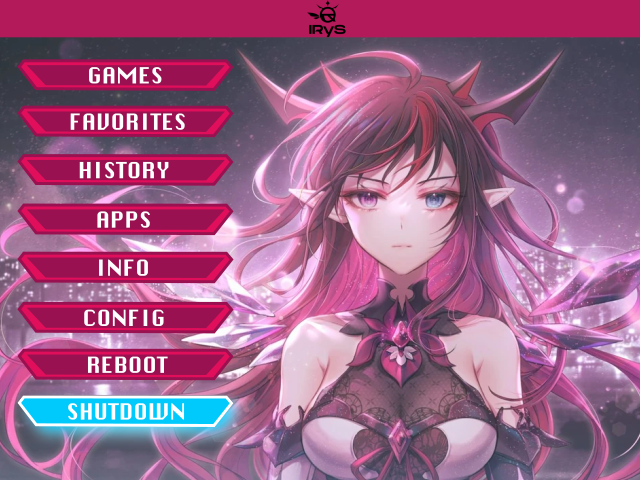 IRyS
GAMES
FAVORITES
HISTORY
APPS
INFO
CONFIG
REBOOT
SHUTDOWN